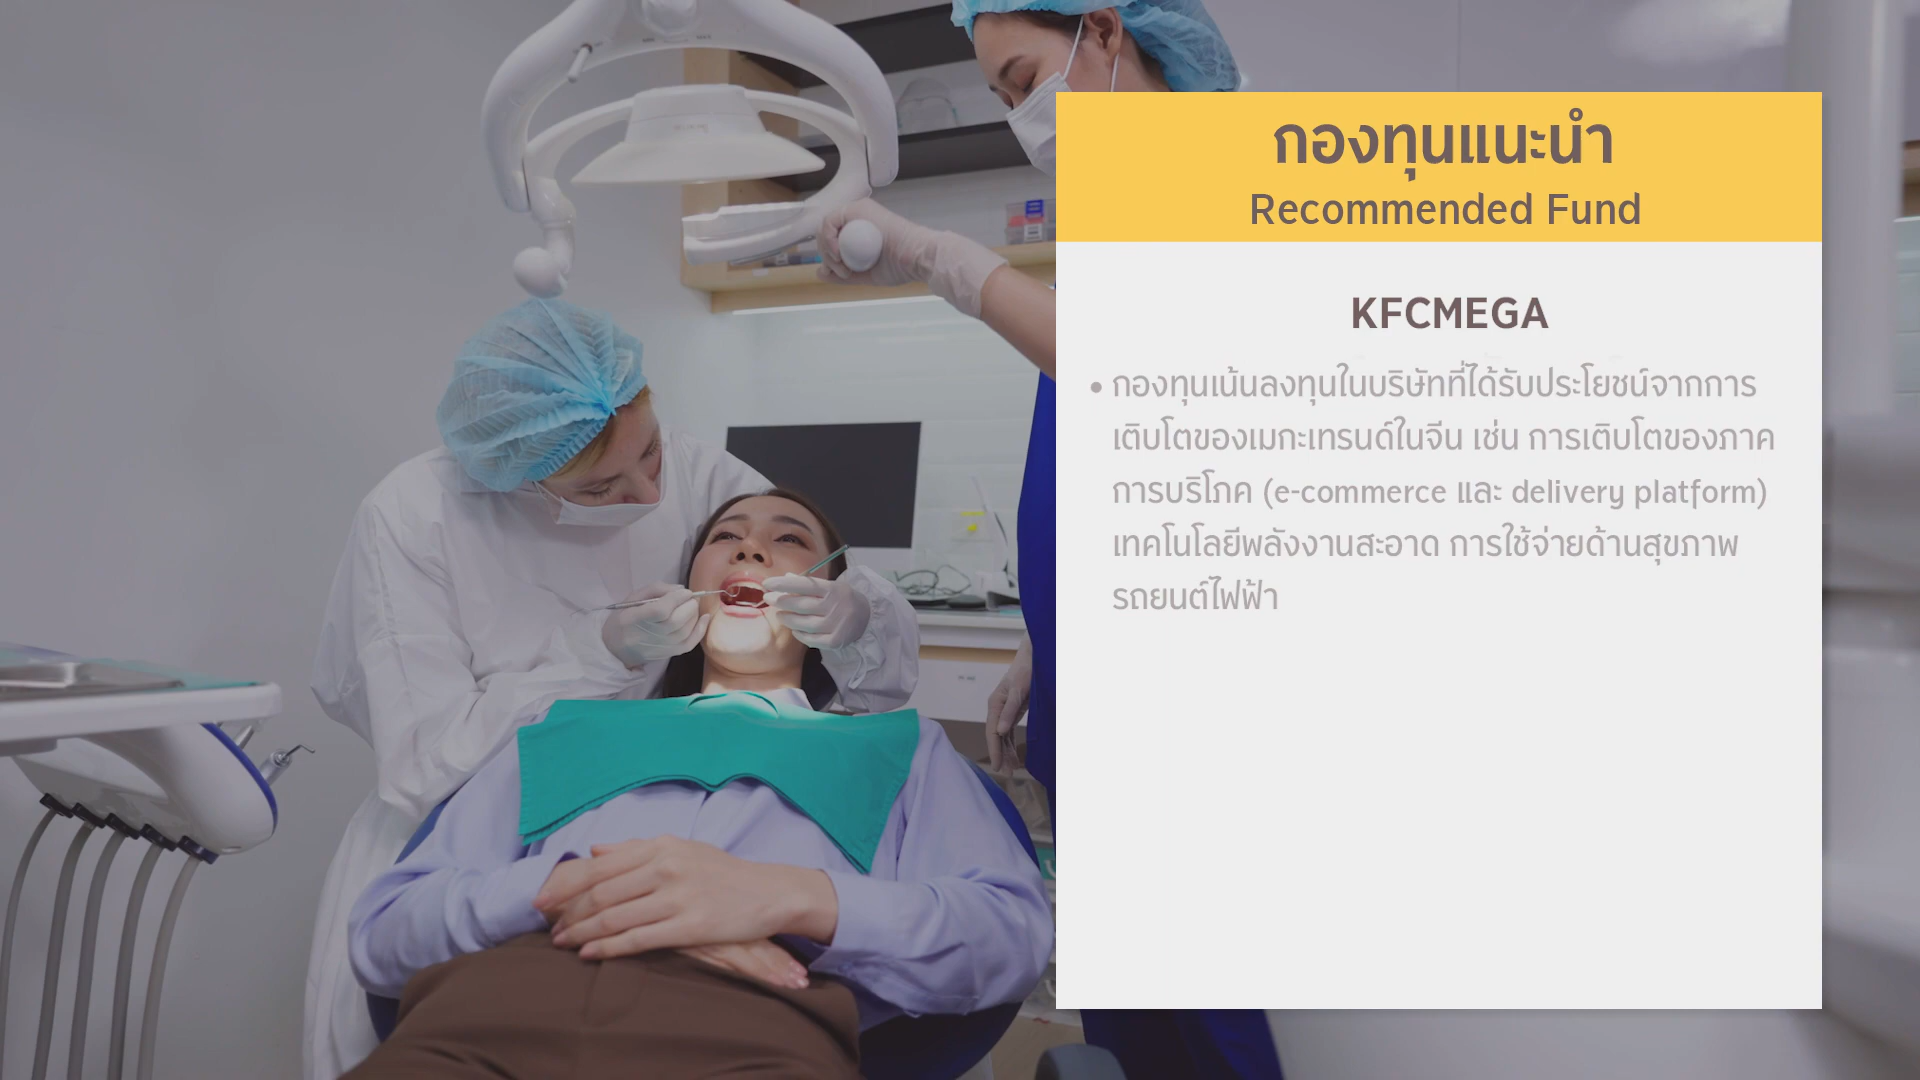 กองทุนแนะนำ
Recommended Fund
KFCMEGA
• กองทุนเน้นลงทุนในบริษัทที่ได้รับประโยชน์จากการ
เติบโตของเมกะเทรนด์ในจีน เช่น การเติบโตของภาค
การบริโภค (e-commerce และ delivery platform)
เทคโนโลยีพลังงานสะอาด การใช้จ่ายด้านสุขภาพ
รถยนต์ไฟฟ้า